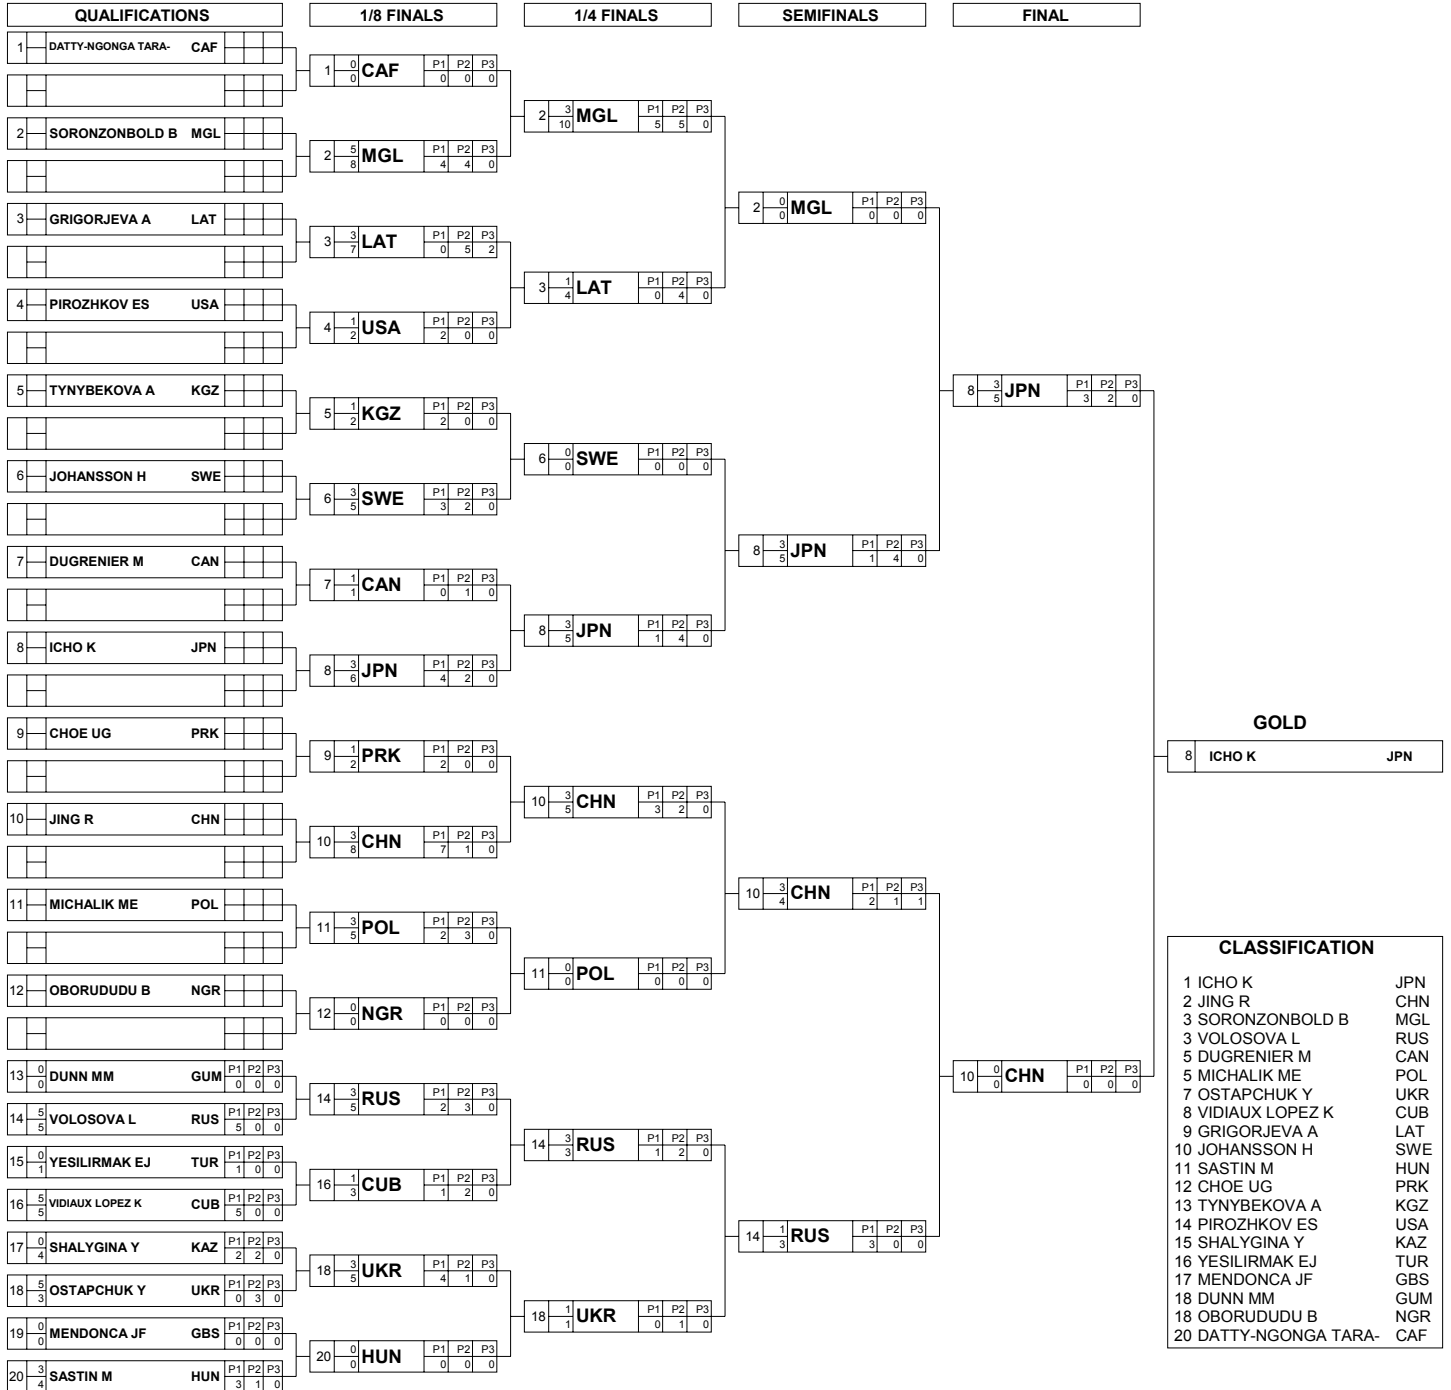 QUALIFICATIONS
1 DATTY-NGONGA TARA- CAF
2 SORONZONBOLD B MGL
3 GRIGORJEVA A LAT
4 PIROZHKOV ES USA
5 TYNYBEKOVA A KGZ
6 JOHANSSON H SWE
7 DUGRENIER M CAN
8 ICHO K JPN
9 CHOE UG PRK
10 JING R CHN
11 MICHALIK ME POL
12 OBORUDUDU B NGR
13 0 DUNN MM GUM P1 P2 P3
0 0 0 0
14 5 VOLOSOVA L RUS P1 P2 P3
5 5 0 0
15 0 YESILIRMAK EJ TUR P1 P2 P3
1 1 0 0
16 5 VIDIAUX LOPEZ K CUB P1 P2 P3
5 5 0 0
17 0 SHALYGINA Y KAZ P1 P2 P3
4 2 2 0
18 5 OSTAPCHUK Y UKR P1 P2 P3
3 0 3 0
19 0 MENDONCA JF GBS P1 P2 P3
0 0 0 0
20 3 SASTIN M HUN P1 P2 P3
4 3 1 0
1/8 FINALS
1 0 CAF P1 P2 P3
0 0 0 0
2 5 MGL P1 P2 P3
8 4 4 0
3 3 LAT P1 P2 P3
7 0 5 2
4 1 USA P1 P2 P3
2 2 0 0
5 1 KGZ P1 P2 P3
2 2 0 0
6 3 SWE P1 P2 P3
5 3 2 0
7 1 CAN P1 P2 P3
1 0 1 0
8 3 JPN P1 P2 P3
6 4 2 0
9 1 PRK P1 P2 P3
2 2 0 0
10 3 CHN P1 P2 P3
8 7 1 0
11 3 POL P1 P2 P3
5 2 3 0
12 0 NGR P1 P2 P3
0 0 0 0
14 3 RUS P1 P2 P3
5 2 3 0
16 1 CUB P1 P2 P3
3 1 2 0
18 3 UKR P1 P2 P3
5 4 1 0
20 0 HUN P1 P2 P3
0 0 0 0
1/4 FINALS
2 3 MGL P1 P2 P3
10 5 5 0
3 1 LAT P1 P2 P3
4 0 4 0
6 0 SWE P1 P2 P3
0 0 0 0
8 3 JPN P1 P2 P3
5 1 4 0
10 3 CHN P1 P2 P3
5 3 2 0
11 0 POL P1 P2 P3
0 0 0 0
14 3 RUS P1 P2 P3
3 1 2 0
18 1 UKR P1 P2 P3
1 0 1 0
SEMIFINALS
2 0 MGL P1 P2 P3
0 0 0 0
8 3 JPN P1 P2 P3
5 1 4 0
10 3 CHN P1 P2 P3
4 2 1 1
14 1 RUS P1 P2 P3
3 3 0 0
FINAL
8 3 JPN P1 P2 P3
5 3 2 0
10 0 CHN P1 P2 P3
0 0 0 0
GOLD
8 ICHO K JPN
CLASSIFICATION
1 ICHO K JPN
2 JING R CHN
3 SORONZONBOLD B MGL
3 VOLOSOVA L RUS
5 DUGRENIER M CAN
5 MICHALIK ME POL
7 OSTAPCHUK Y UKR
8 VIDIAUX LOPEZ K CUB
9 GRIGORJEVA A LAT
10 JOHANSSON H SWE
11 SASTIN M HUN
12 CHOE UG PRK
13 TYNYBEKOVA A KGZ
14 PIROZHKOV ES USA
15 SHALYGINA Y KAZ
16 YESILIRMAK EJ TUR
17 MENDONCA JF GBS
18 DUNN MM GUM
18 OBORUDUDU B NGR
20 DATTY-NGONGA TARA- CAF